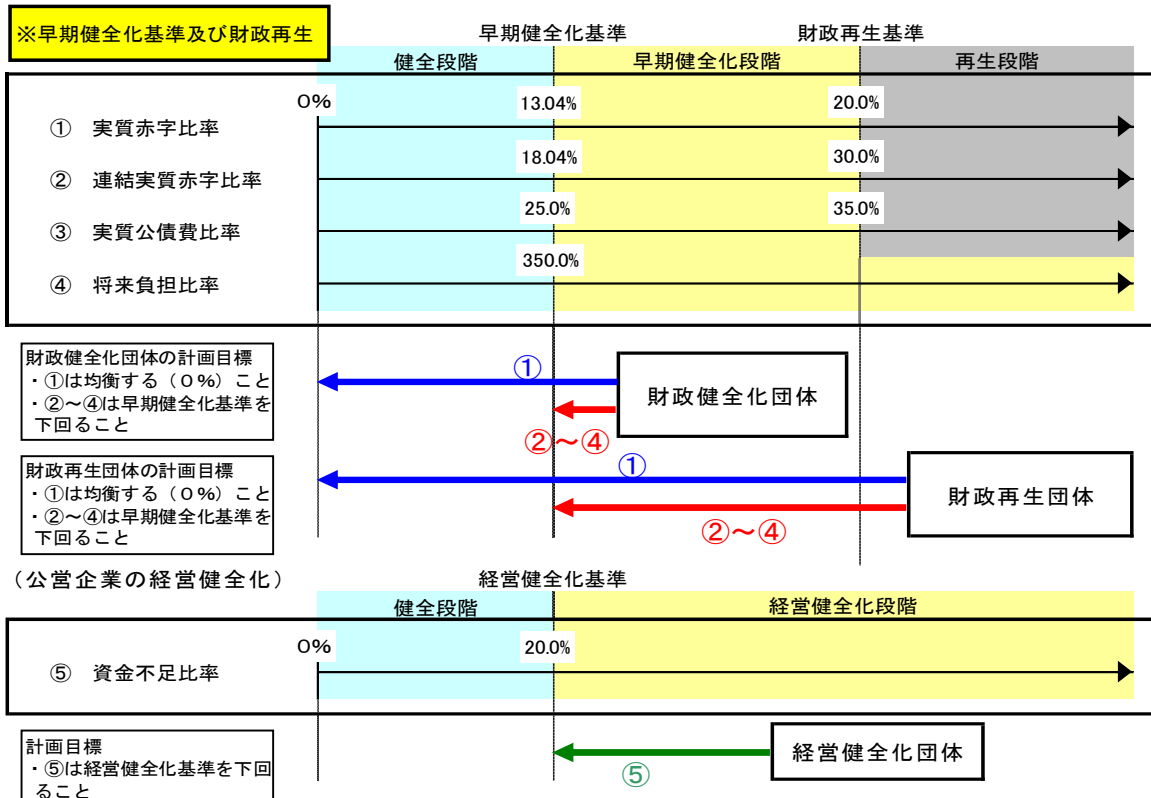 ※早期健全化基準及び財政再生
早期健全化基準 財政再生基準
健全段階 早期健全化段階 再生段階
0% 13.04% 20.0%
① 実質赤字比率
18.04% 30.0%
② 連結実質赤字比率
25.0% 35.0%
③ 実質公債費比率
350.0%
④ 将来負担比率
財政健全化団体の計画目標
・①は均衡する（０％）こと
・②～④は早期健全化基準を
下回ること
①
財政健全化団体
②～④
財政再生団体の計画目標
・①は均衡する（０％）こと
・②～④は早期健全化基準を
下回ること
①
財政再生団体
②～④
（公営企業の経営健全化） 経営健全化基準
健全段階 経営健全化段階
0% 20.0%
⑤ 資金不足比率
計画目標
・⑤は経営健全化基準を下回
ること
経営健全化団体
⑤